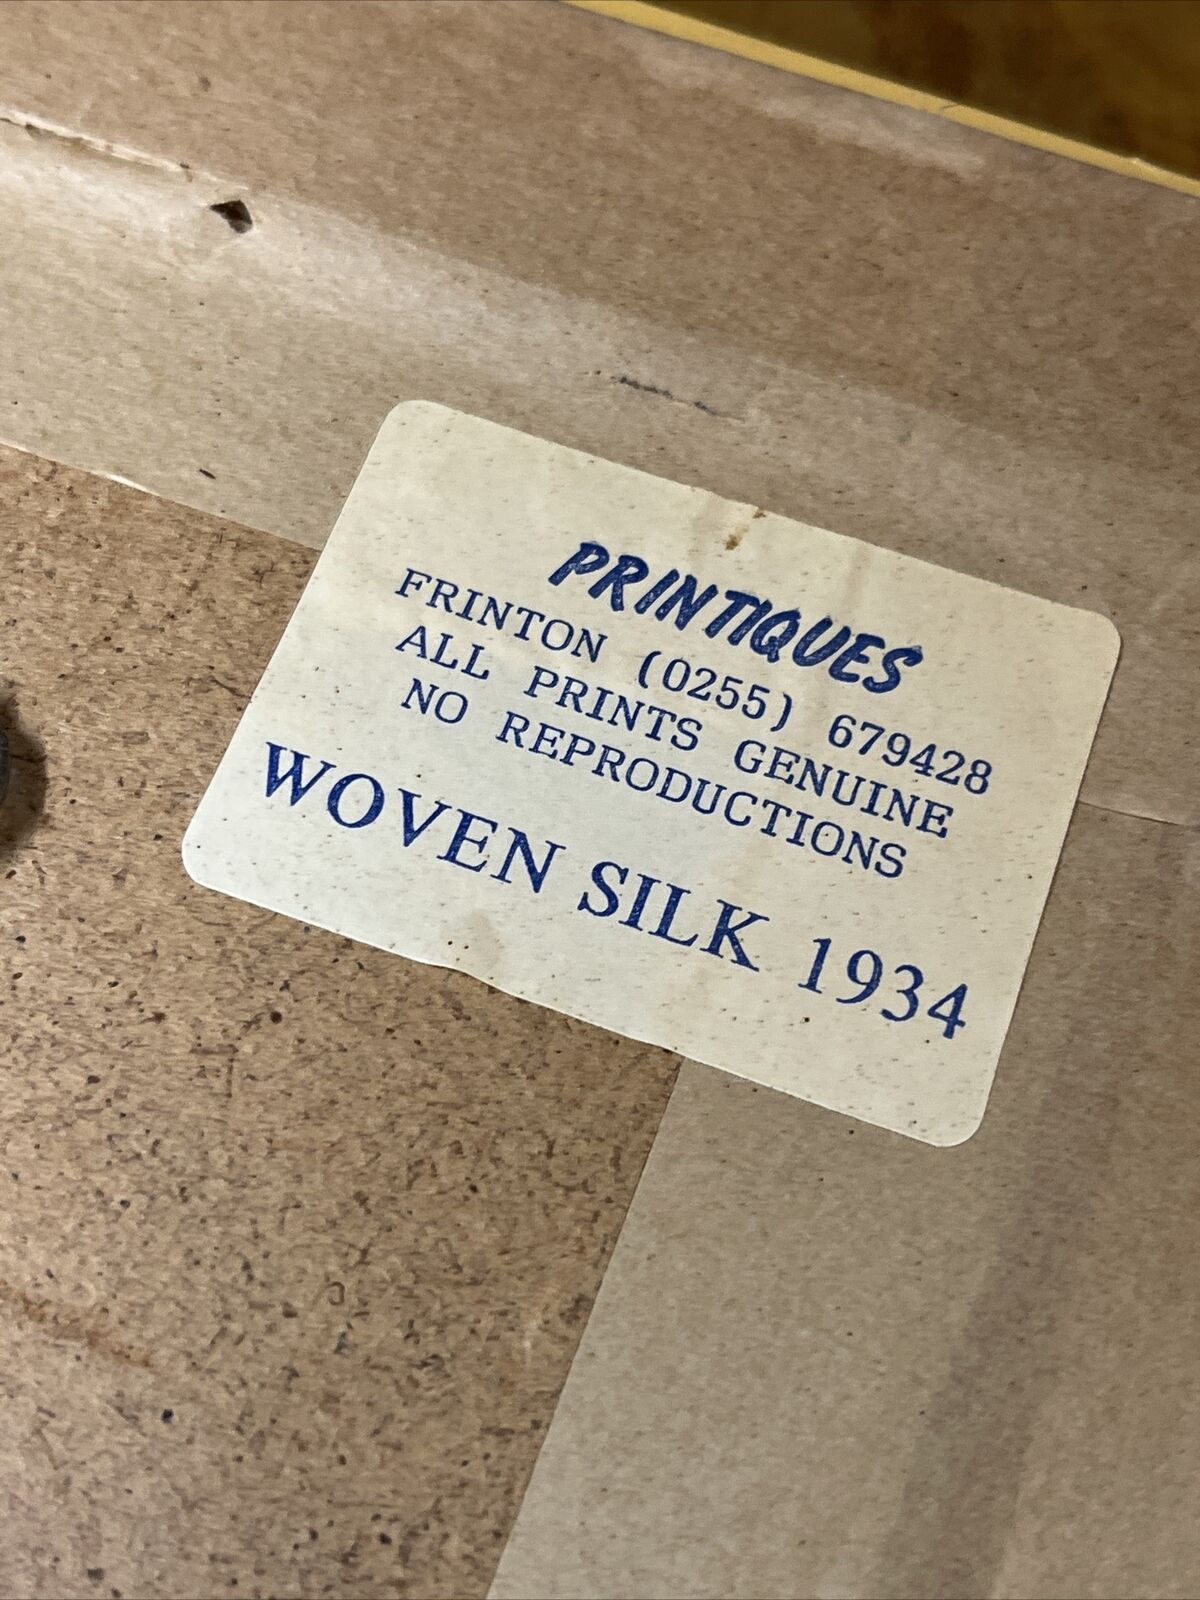 PRINTIQUES
FRINTON (0255) 679428
ALL PRINTS GENUINE
NO REPRODUCTIONS
WOVEN SILK 1934